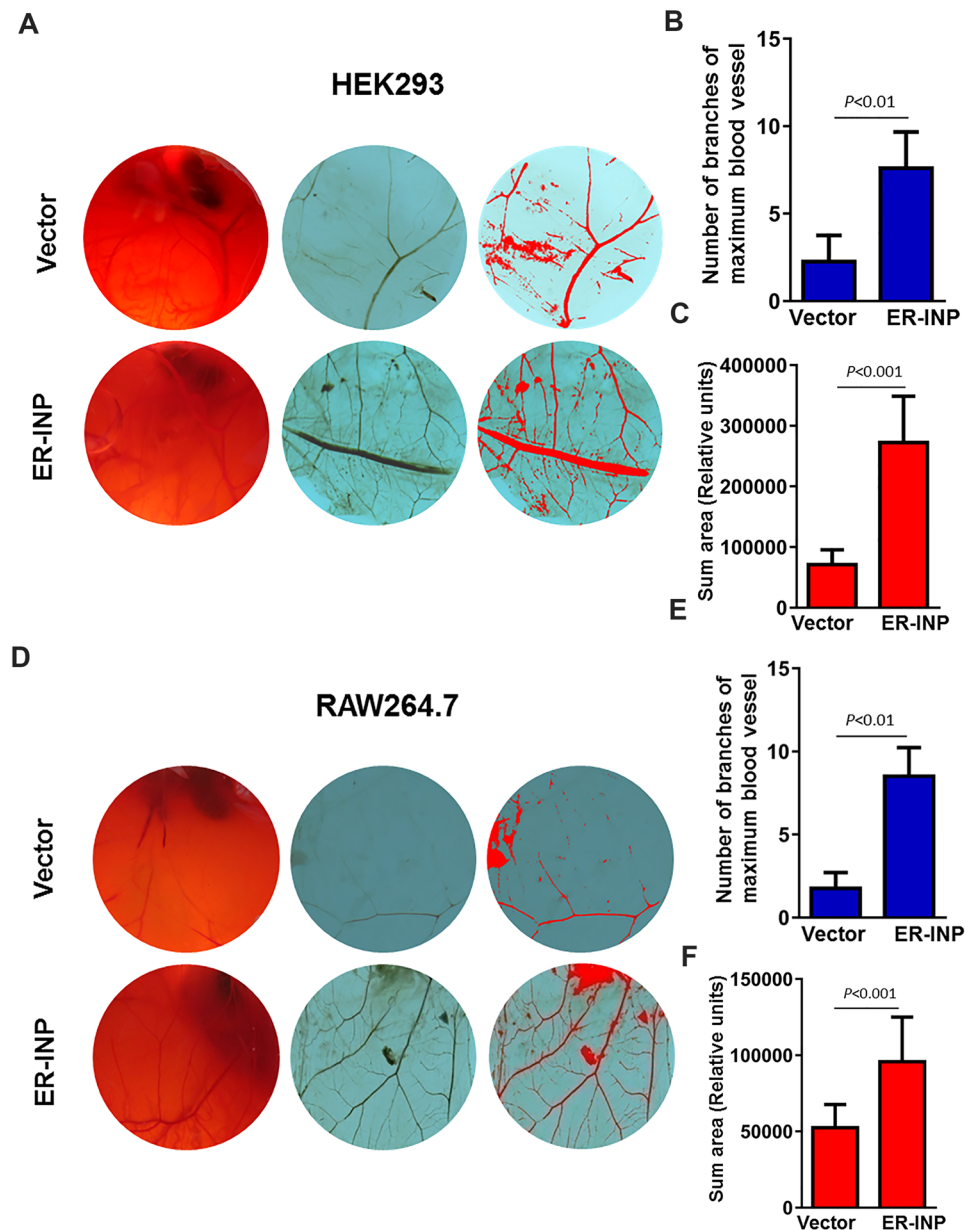 A
HEK293
Vector
ER-INP
B
Number of branches of
maximum blood vessel
15
10
5
0
P<0.01
Vector
ER-INP
C
Sum area (Relative units)
400000
300000
200000
100000
0
P<0.001
Vector
ER-INP
D
RAW264.7
Vector
ER-INP
E
Number of branches of
maximum blood vessel
15
10
5
0
P<0.01
Vector
ER-INP
F
Sum area (Relative units)
150000
100000
50000
0
P<0.001
Vector
ER-INP